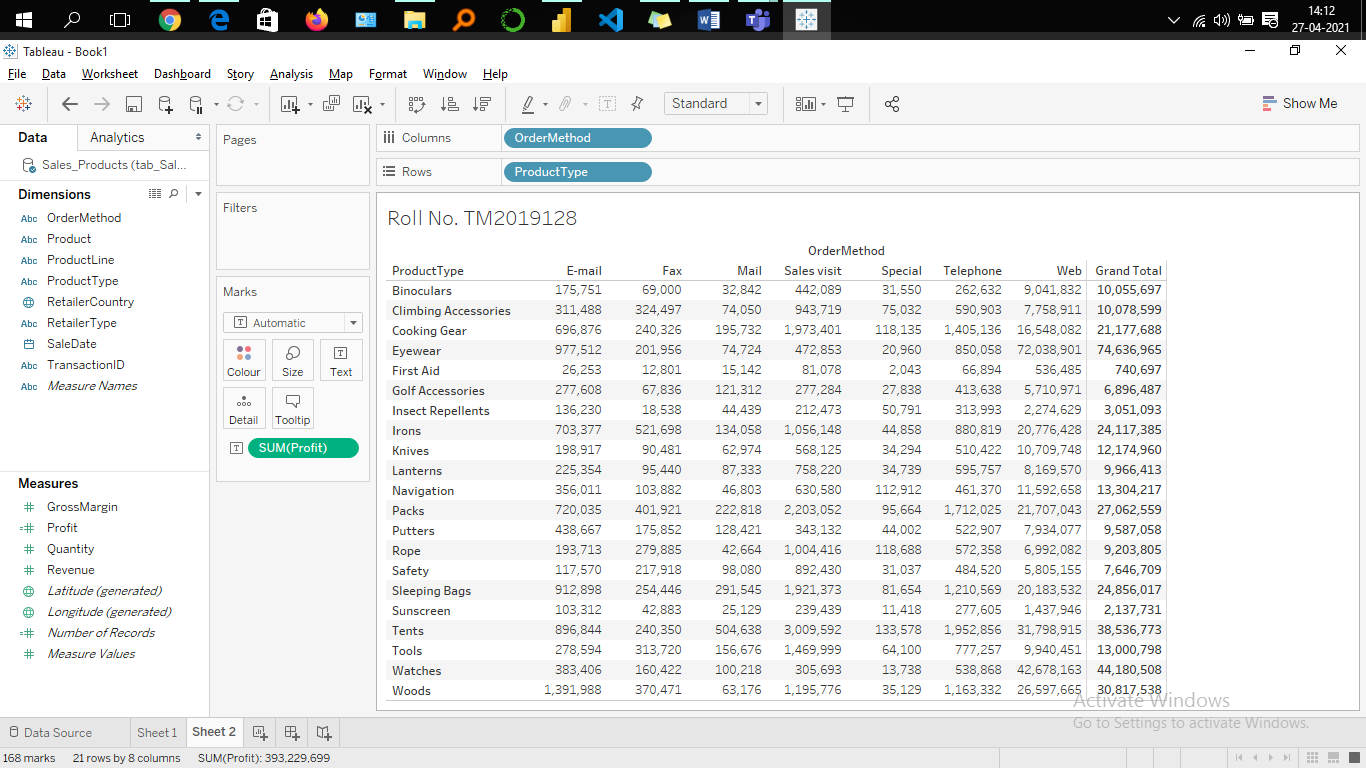 14:12
27-04-2021
Tableau - Book1
File Data Worksheet Dashboard Story Analysis Map Format Window Help
Standard
Show Me
Data Analytics
Sales_Products (tab_Sal...
Dimensions
Abc OrderMethod
Abc Product
Abc ProductLine
Abc ProductType
RetailerCountry
Abc RetailerType
SaleDate
Abc TransactionID
Abc Measure Names
Measures
# GrossMargin
=# Profit
# Quantity
# Revenue
Latitude (generated)
Longitude (generated)
=# Number of Records
# Measure Values
Pages
Filters
Marks
T Automatic
Colour Size Text
Detail Tooltip
T SUM(Profit)
Columns OrderMethod
Rows ProductType
Roll No. TM2019128
OrderMethod
ProductType E-mail Fax Mail Sales visit Special Telephone Web Grand Total
Binoculars 175,751 69,000 32,842 442,089 31,550 262,632 9,041,832 10,055,697
Climbing Accessories 311,488 324,497 74,050 943,719 75,032 590,903 7,758,911 10,078,599
Cooking Gear 696,876 240,326 195,732 1,973,401 118,135 1,405,136 16,548,082 21,177,688
Eyewear 977,512 201,956 74,724 472,853 20,960 850,058 72,038,901 74,636,965
First Aid 26,253 12,801 15,142 81,078 2,043 66,894 536,485 740,697
Golf Accessories 277,608 67,836 121,312 277,284 27,838 413,638 5,710,971 6,896,487
Insect Repellents 136,230 18,538 44,439 212,473 50,791 313,993 2,274,629 3,051,093
Irons 703,377 521,698 134,058 1,056,148 44,858 880,819 20,776,428 24,117,385
Knives 198,917 90,481 62,974 568,125 34,294 510,422 10,709,748 12,174,960
Lanterns 225,354 95,440 87,333 758,220 34,739 595,757 8,169,570 9,966,413
Navigation 356,011 103,882 46,803 630,580 112,912 461,370 11,592,658 13,304,217
Packs 720,035 401,921 222,818 2,203,052 95,664 1,712,025 21,707,043 27,062,559
Putters 438,667 175,852 128,421 343,132 44,002 522,907 7,934,077 9,587,058
Rope 193,713 279,885 42,664 1,004,416 118,688 572,358 6,992,082 9,203,805
Safety 117,570 217,918 98,080 892,430 31,037 484,520 5,805,155 7,646,709
Sleeping Bags 912,898 254,446 291,545 1,921,373 81,654 1,210,569 20,183,532 24,856,017
Sunscreen 103,312 42,883 25,129 239,439 11,418 277,605 1,437,946 2,137,731
Tents 896,844 240,350 504,638 3,009,592 133,578 1,952,856 31,798,915 38,536,773
Tools 278,594 313,720 156,676 1,469,999 64,100 777,257 9,940,451 13,000,798
Watches 383,406 160,422 100,218 305,693 13,738 538,868 42,678,163 44,180,508
Woods 1,391,988 370,471 63,176 1,195,776 35,129 1,163,332 26,597,665 30,817,538
Activate Windows
Go to Settings to activate Windows.
Data Source Sheet 1 Sheet 2
168 marks 21 rows by 8 columns SUM(Profit): 393,229,699